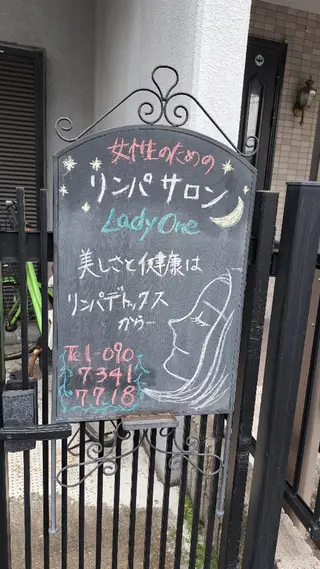 女性のための
リンパサロン
Lady One
美しさと健康は
リンパデトックス
から…
Tel-090
7341
7718